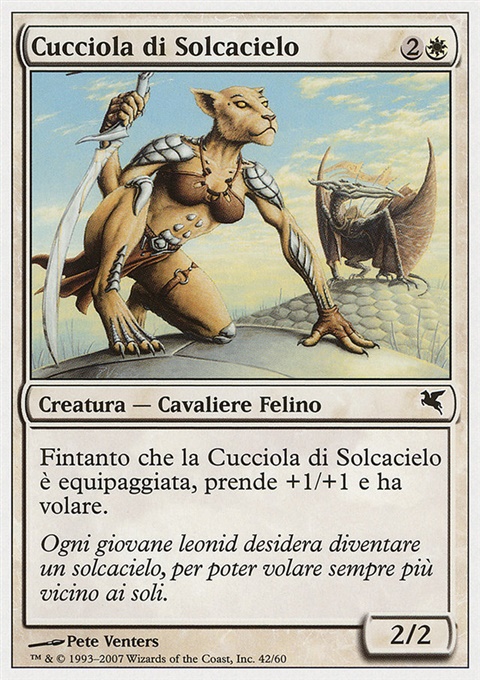 Cucciola di Solcacielo
2
Creatura — Cavaliere Felino
Fintanto che la Cucciola di Solcacielo
è equipaggiata, prende +1/+1 e ha
volare.
Ogni giovane leonid desidera diventare
un solcacielo, per poter volare sempre più
vicino ai soli.
Pete Venters
2/2
™ & © 1993–2007 Wizards of the Coast, Inc. 42/60